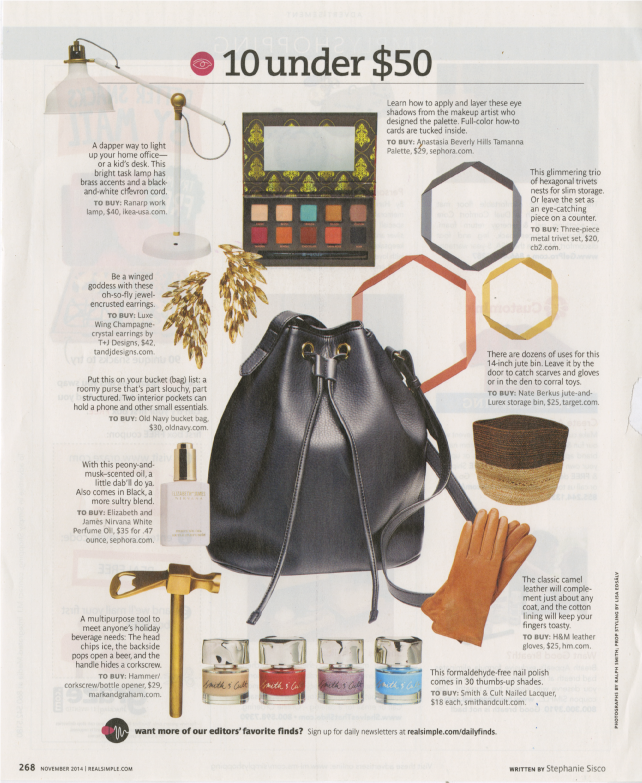 10 under $50
Learn how to apply and layer these eye
shadows from the makeup artist who
designed the palette. Full-color how-to
cards are tucked inside.
TO BUY: Anastasia Beverly Hills Tamanna
Palette, $29, sephora.com.
A dapper way to light
up your home office—
or a kid's desk. This
bright task lamp has
brass accents and a black-
and-white chevron cord.
TO BUY: Ranarp work
lamp, $40, ikea-usa.com.
This glimmering trio
of hexagonal trivets
nests for slim storage.
Or leave the set as
an eye-catching
piece on a counter.
TO BUY: Three-piece
metal trivet set, $20,
cb2.com.
Be a winged
goddess with these
oh-so-fly jewel-
encrusted earrings.
TO BUY: Luxe
Wing Champagne-
crystal earrings by
T+J Designs, $42,
tandjdesigns.com.
There are dozens of uses for this
14-inch jute bin. Leave it by the
door to catch scarves and gloves
or in the den to corral toys.
TO BUY: Nate Berkus jute-and-
Lurex storage bin, $25, target.com.
Put this on your bucket (bag) list: a
roomy purse that's part slouchy, part
structured. Two interior pockets can
hold a phone and other small essentials.
TO BUY: Old Navy bucket bag,
$30, oldnavy.com.
With this peony-and-
musk-scented oil, a
little dab'll do ya.
Also comes in Black, a
more sultry blend.
TO BUY: Elizabeth and
James Nirvana White
Perfume Oil, $35 for .47
ounce, sephora.com.
The classic camel
leather will comple-
ment just about any
coat, and the cotton
lining will keep your
fingers toasty.
TO BUY: H&M leather
gloves, $25, hm.com.
A multipurpose tool to
meet anyone's holiday
beverage needs: The head
chips ice, the backside
pops open a beer, and the
handle hides a corkscrew.
TO BUY: Hammer/
corkscrew/bottle opener, $29,
markandgraham.com.
Smith & Cult
Smith & Cult
Smith & Cult
Smith & Cult
This formaldehyde-free nail polish
comes in 30 thumbs-up shades.
TO BUY: Smith & Cult Nailed Lacquer,
$18 each, smithandcult.com.
PHOTOGRAPHS BY RALPH SMITH, PROP STYLING BY LISA EDSÄLV
want more of our editors' favorite finds? Sign up for daily newsletters at realsimple.com/dailyfinds.
268 NOVEMBER 2014 | REALSIMPLE.COM
WRITTEN BY Stephanie Sisco